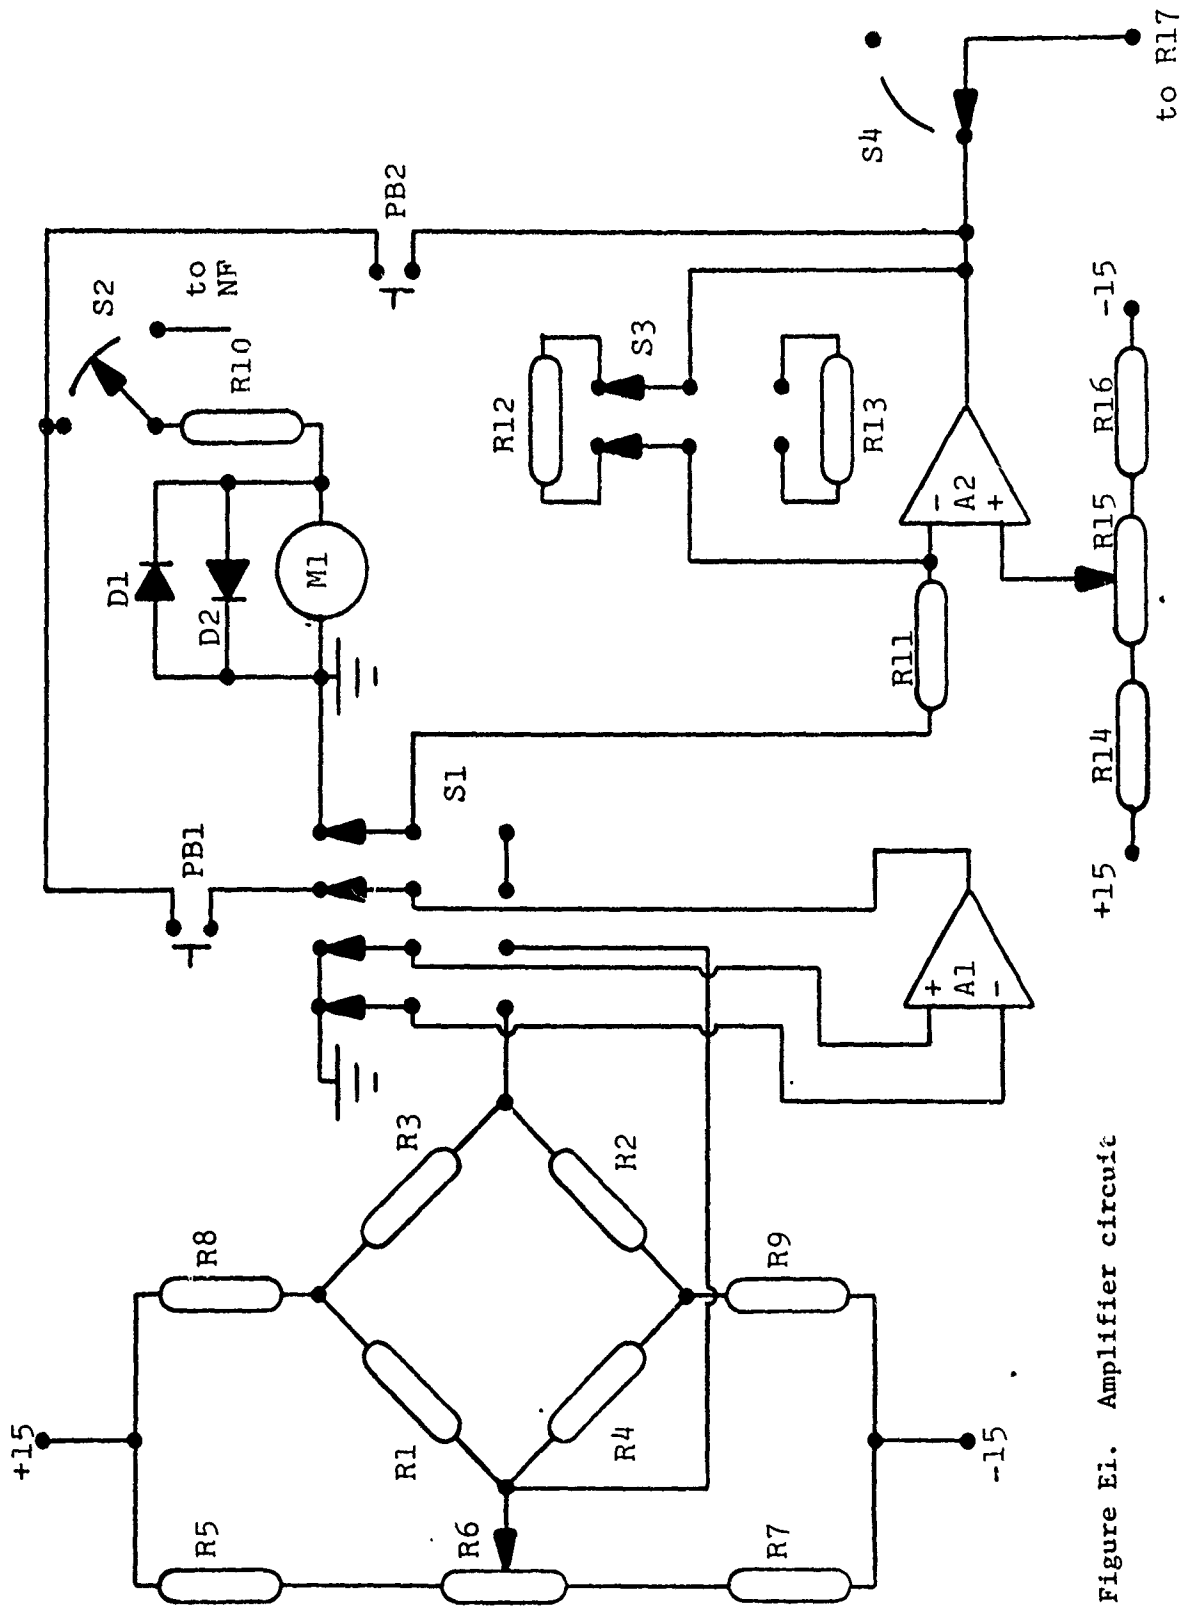 +15
R5
R8
R6
R1
R3
R4
R2
R7
R9
-15
PB1
S1
D1
D2
M1
R10
S2
to
NF
PB2
R12
S3
R13
R11
A1
+
-
A2
-
+
S4
to R17
+15
R14
R15
R16
-15
Figure E1. Amplifier circuit